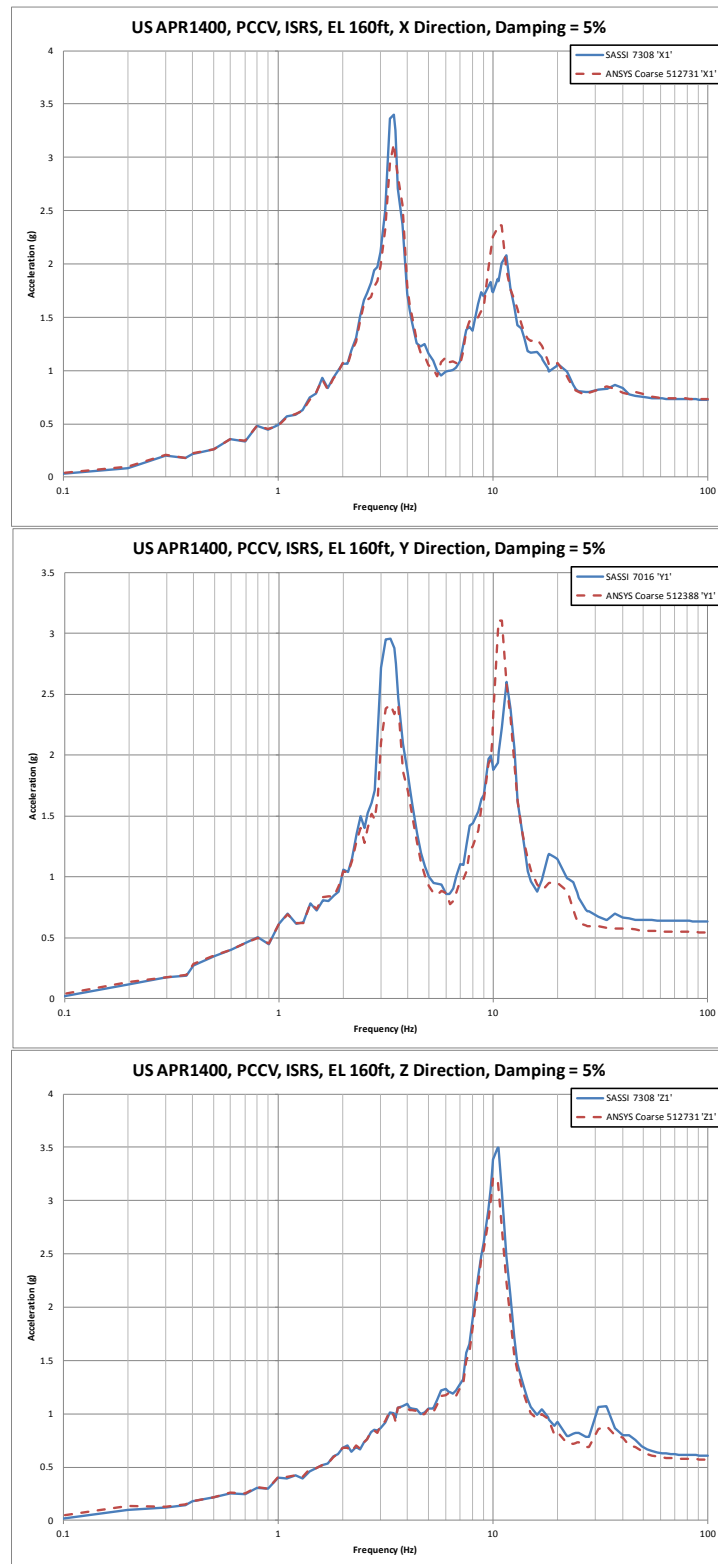 US APR1400, PCCV, ISRS, EL 160ft, X Direction, Damping = 5%
SASSI 7308 'X1'
ANSYS Coarse 512731 'X1'
4
3.5
3
2.5
2
1.5
1
0.5
0
Acceleration (g)
0.1
1
10
100
Frequency (Hz)
US APR1400, PCCV, ISRS, EL 160ft, Y Direction, Damping = 5%
SASSI 7016 'Y1'
ANSYS Coarse 512388 'Y1'
3.5
3
2.5
2
1.5
1
0.5
0
Acceleration (g)
0.1
1
10
100
Frequency (Hz)
US APR1400, PCCV, ISRS, EL 160ft, Z Direction, Damping = 5%
SASSI 7308 'Z1'
ANSYS Coarse 512731 'Z1'
4
3.5
3
2.5
2
1.5
1
0.5
0
Acceleration (g)
0.1
1
10
100
Frequency (Hz)